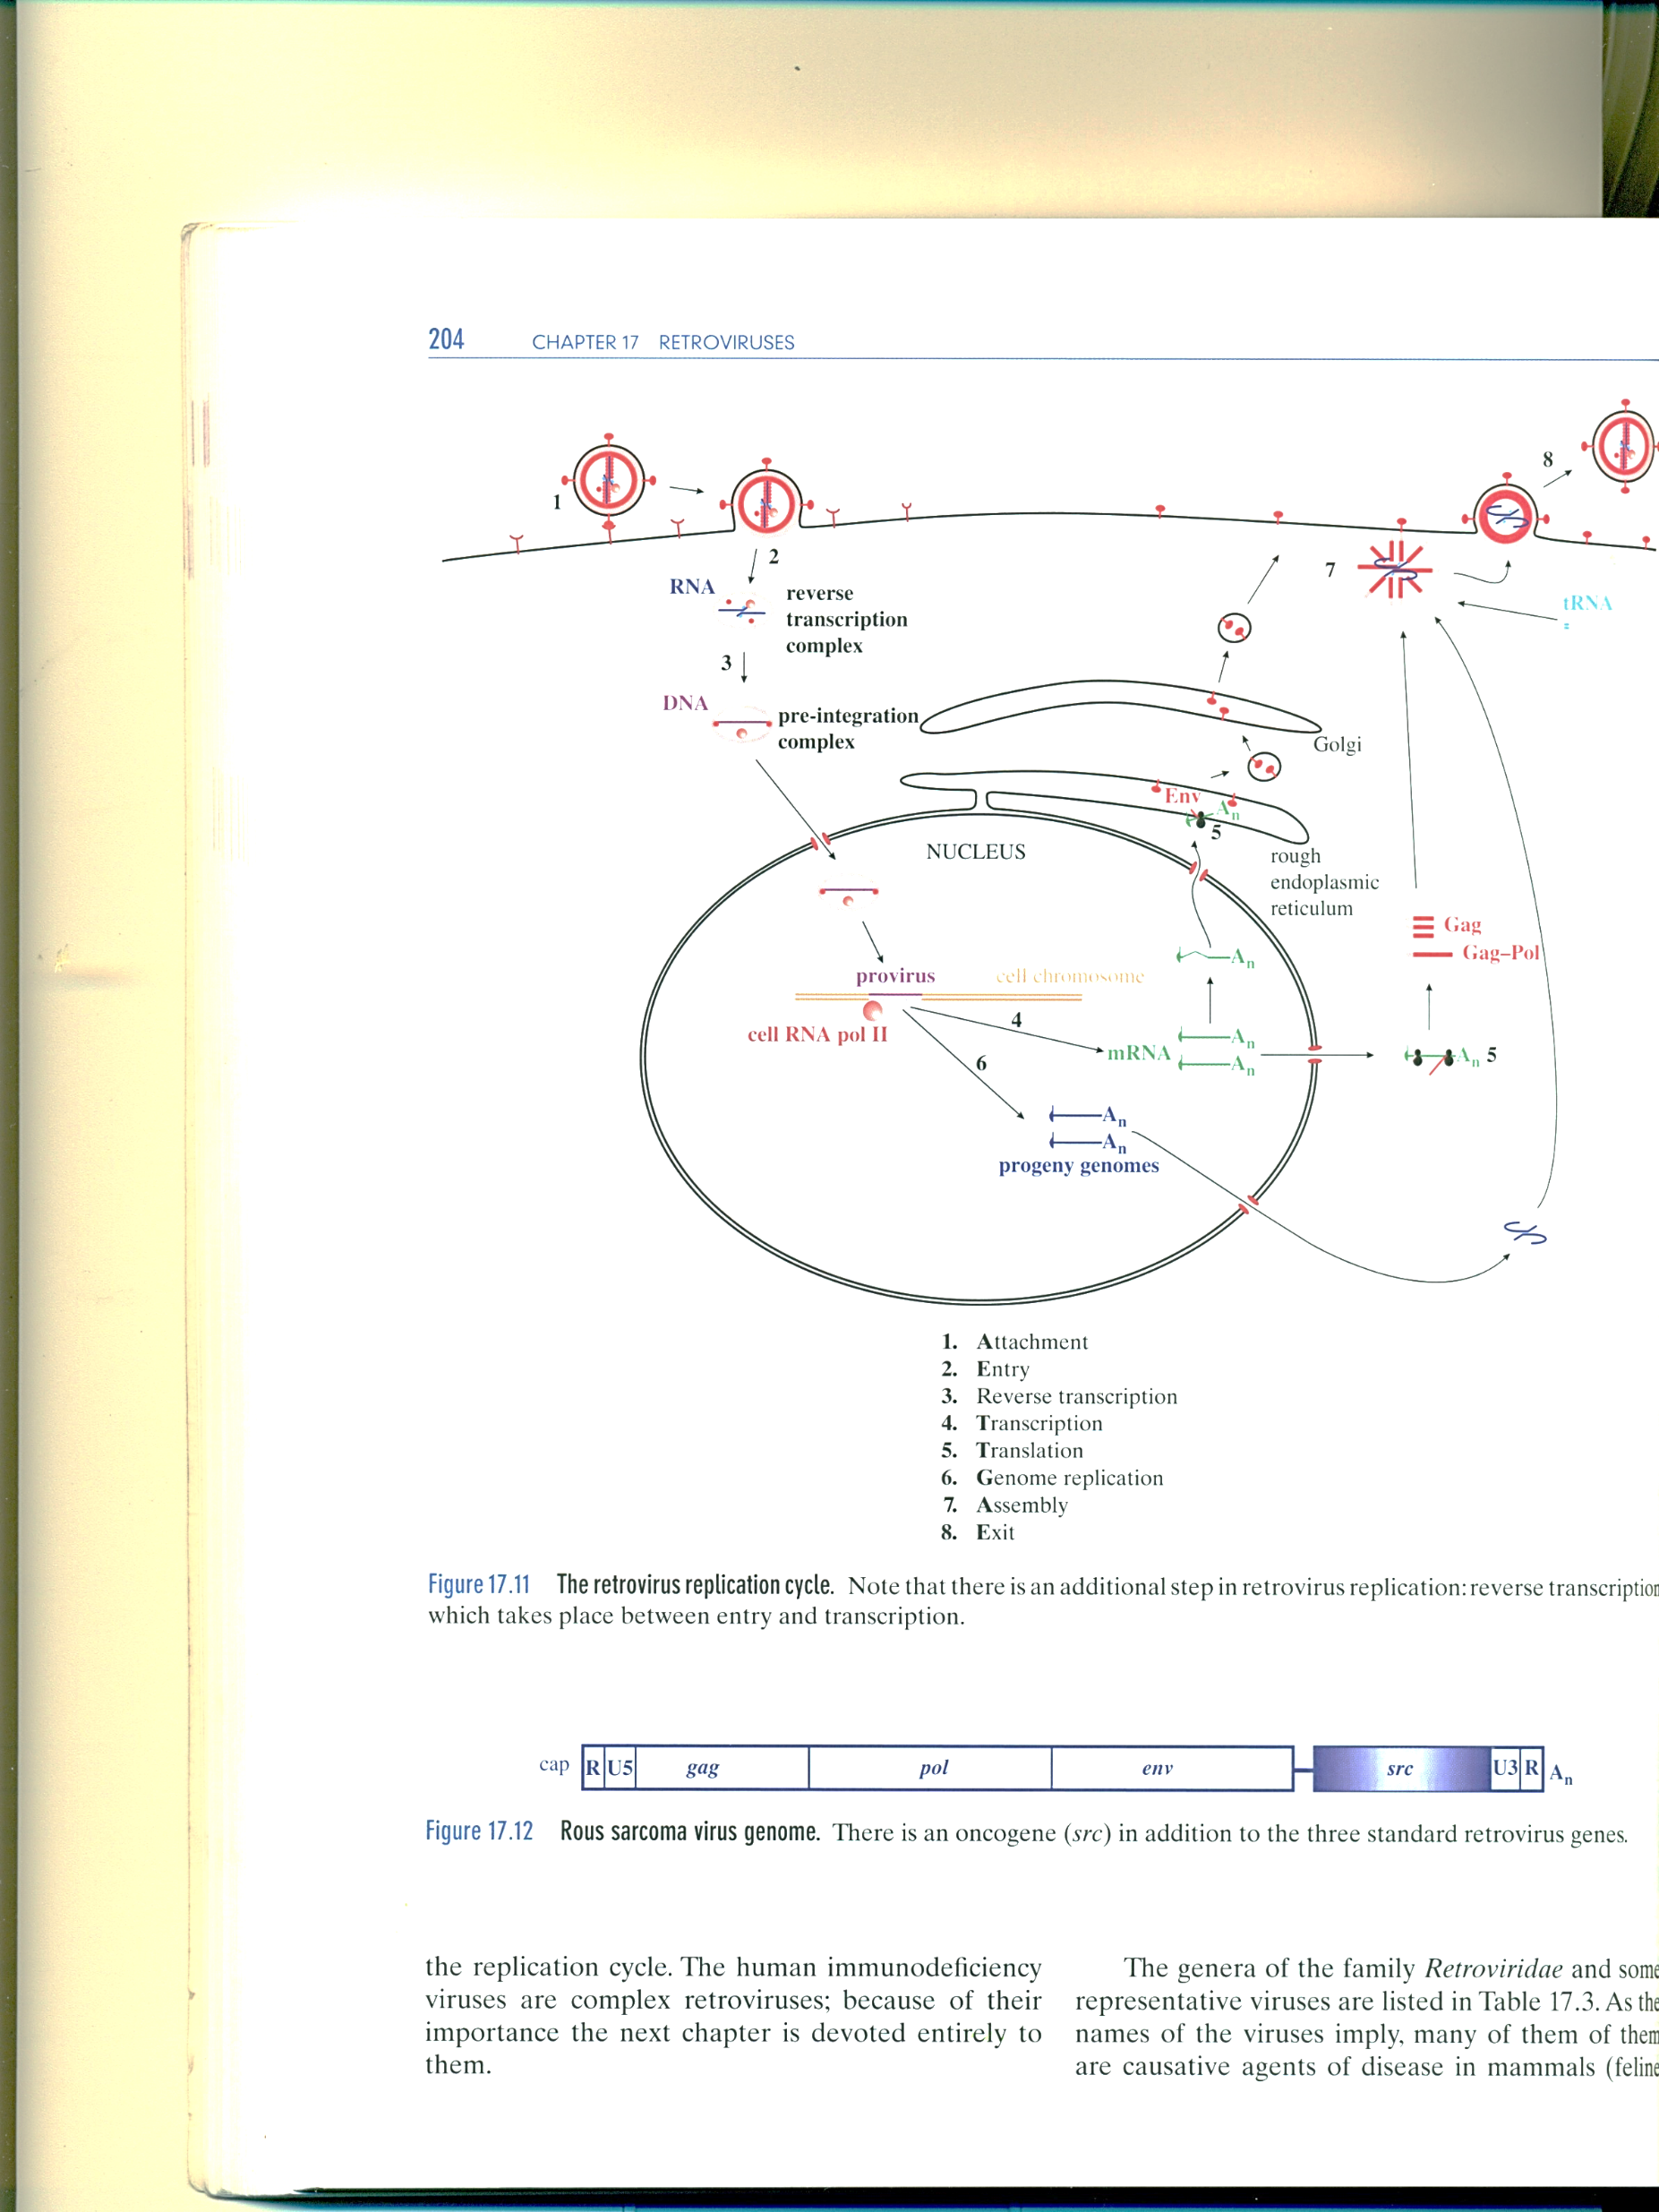 204 CHAPTER 17 RETROVIRUSES
1
8
2
7
RNA
reverse
transcription
complex
tRNA
3
DNA
pre-integration
complex
Golgi
Env
An
5
NUCLEUS
rough
endoplasmic
reticulum
Gag
Gag–Pol
An
provirus
cell chromosome
cell RNA pol II
4
An
mRNA
An
An 5
6
An
An
progeny genomes
1. Attachment
2. Entry
3. Reverse transcription
4. Transcription
5. Translation
6. Genome replication
7. Assembly
8. Exit
Figure 17.11 The retrovirus replication cycle. Note that there is an additional step in retrovirus replication: reverse transcription
which takes place between entry and transcription.
cap R U5 gag pol env src U3 R An
Figure 17.12 Rous sarcoma virus genome. There is an oncogene (src) in addition to the three standard retrovirus genes.
the replication cycle. The human immunodeficiency
viruses are complex retroviruses; because of their
importance the next chapter is devoted entirely to
them.
The genera of the family Retroviridae and some
representative viruses are listed in Table 17.3. As the
names of the viruses imply, many of them of them
are causative agents of disease in mammals (feline